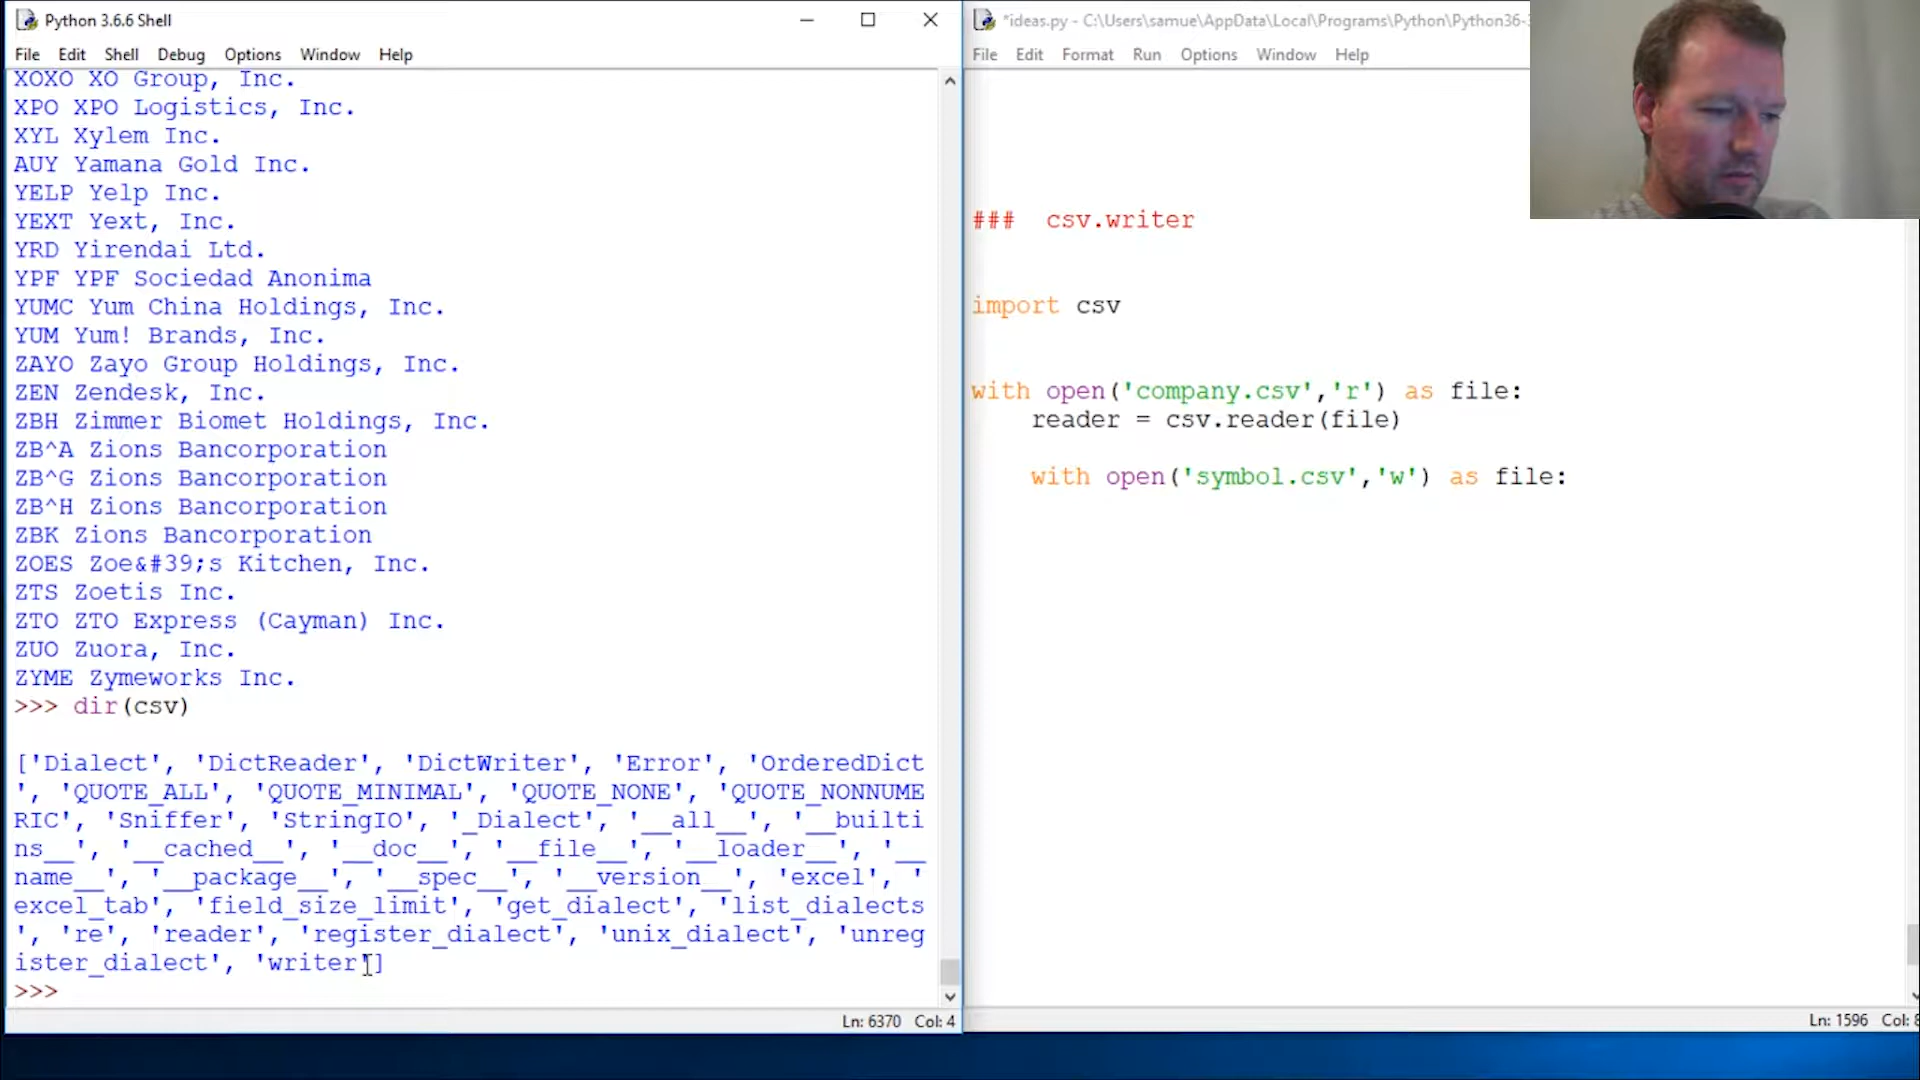 Python 3.6.6 Shell
File Edit Shell Debug Options Window Help
XOXO XO Group, Inc.
XPO XPO Logistics, Inc.
XYL Xylem Inc.
AUY Yamana Gold Inc.
YELP Yelp Inc.
YEXT Yext, Inc.
YRD Yirendai Ltd.
YPF YPF Sociedad Anonima
YUMC Yum China Holdings, Inc.
YUM Yum! Brands, Inc.
ZAYO Zayo Group Holdings, Inc.
ZEN Zendesk, Inc.
ZBH Zimmer Biomet Holdings, Inc.
ZB^A Zions Bancorporation
ZB^G Zions Bancorporation
ZB^H Zions Bancorporation
ZBK Zions Bancorporation
ZOES Zoe&#39;s Kitchen, Inc.
ZTS Zoetis Inc.
ZTO ZTO Express (Cayman) Inc.
ZUO Zuora, Inc.
ZYME Zymeworks Inc.
>>> dir(csv)
['Dialect', 'DictReader', 'DictWriter', 'Error', 'OrderedDict
', 'QUOTE_ALL', 'QUOTE_MINIMAL', 'QUOTE_NONE', 'QUOTE_NONNUME
RIC', 'Sniffer', 'StringIO', '_Dialect', '__all__', '__builti
ns__', '__cached__', '__doc__', '__file__', '__loader__', '__
name__', '__package__', '__spec__', '__version__', 'excel', '
excel_tab', 'field_size_limit', 'get_dialect', 'list_dialects
', 're', 'reader', 'register_dialect', 'unix_dialect', 'unreg
ister_dialect', 'writer']
>>>
Ln: 6370 Col: 4
*ideas.py - C:\Users\samue\AppData\Local\Programs\Python\Python36-
File Edit Format Run Options Window Help
### csv.writer
import csv
with open('company.csv','r') as file:
reader = csv.reader(file)
with open('symbol.csv','w') as file:
Ln: 1596 Col: 8